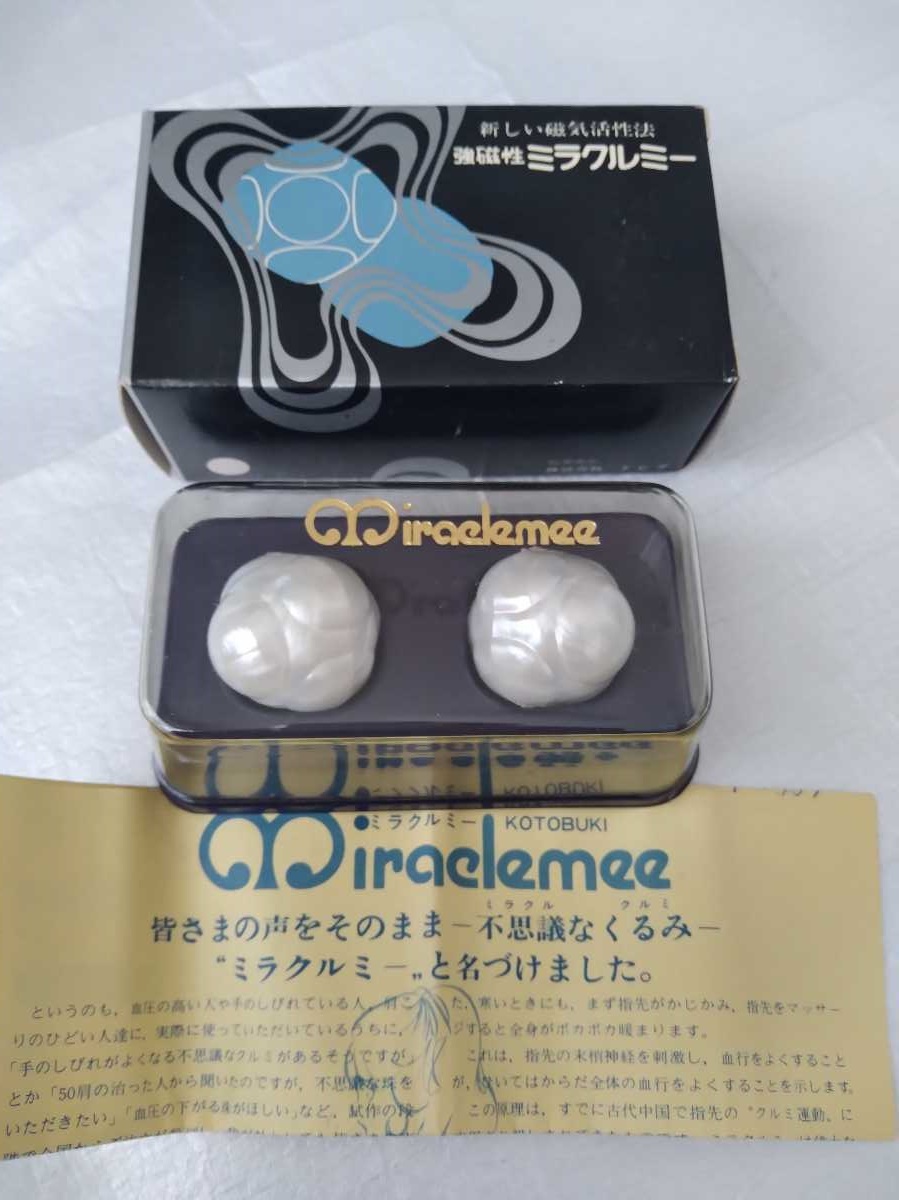 新しい磁気活性法
強磁性 ミラクルミー
Miraclemee
ミラクルミー KOTOBUKI
Miraclemee
ミラクル クルミ
皆さまの声をそのまま－不思議なくるみ－
“ミラクルミー„と名づけました。
というのも、血圧の高い人や手のしびれている人、肩こ
りのひどい人達に、実際に使っていただいているうちに、
「手のしびれがよくなる不思議なクルミがあるそうですが」
とか「50肩の治った人から聞いたのですが、不思議な珠を
いただきたい」「血圧の下がる珠がほしい」など、試作の段
た、寒いときにも、まず指先がかじかみ、指先をマッサー
ジすると全身がポカポカ暖まります。
これは、指先の末梢神経を刺激し、血行をよくすること
が、ひいてはからだ全体の血行をよくすることを示します。
この原理は、すでに古代中国で指先の“クルミ運動„に